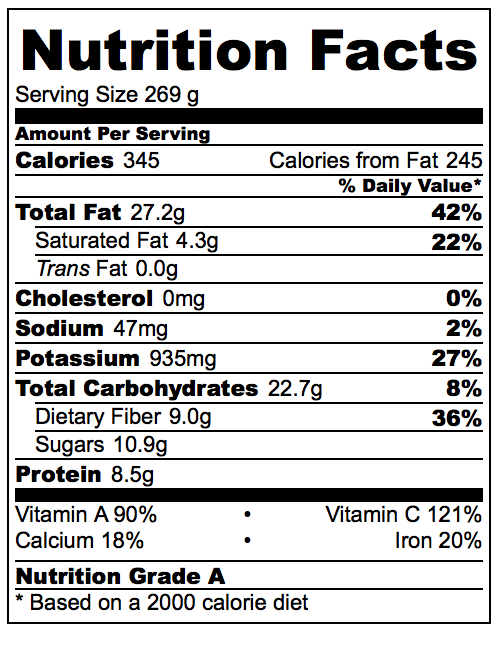 Nutrition Facts
Serving Size 269 g
Amount Per Serving
Calories 345 Calories from Fat 245
% Daily Value*
Total Fat 27.2g 42%
Saturated Fat 4.3g 22%
Trans Fat 0.0g
Cholesterol 0mg 0%
Sodium 47mg 2%
Potassium 935mg 27%
Total Carbohydrates 22.7g 8%
Dietary Fiber 9.0g 36%
Sugars 10.9g
Protein 8.5g
Vitamin A 90% • Vitamin C 121%
Calcium 18% • Iron 20%
Nutrition Grade A
* Based on a 2000 calorie diet